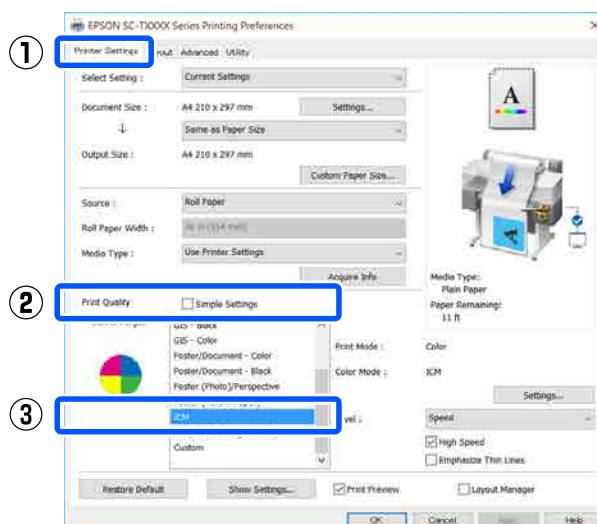 EPSON SC-TXXXX Series Printing Preferences
①
Printer Settings out Advanced Utility
Select Setting : Current Settings
Document Size : A4 210 x 297 mm Settings...
Same as Paper Size
Output Size : A4 210 x 297 mm
Custom Paper Size...
Source : Roll Paper
Roll Paper Width :
Media Type : Use Printer Settings
Acquire Info
A
Media Type:
Plain Paper
Paper Remaining:
11 ft
②
Print Quality Simple Settings
GIS - Black
GIS - Color
Poster/Document - Color
Poster/Document - Black
Poster (Photo)/Perspective
③
ICM
Custom
Print Mode : Color
Color Mode : ICM
Settings...
vel : Speed
High Speed
Emphasize Thin Lines
Restore Default Show Settings... Print Preview Layout Manager
OK Cancel Help